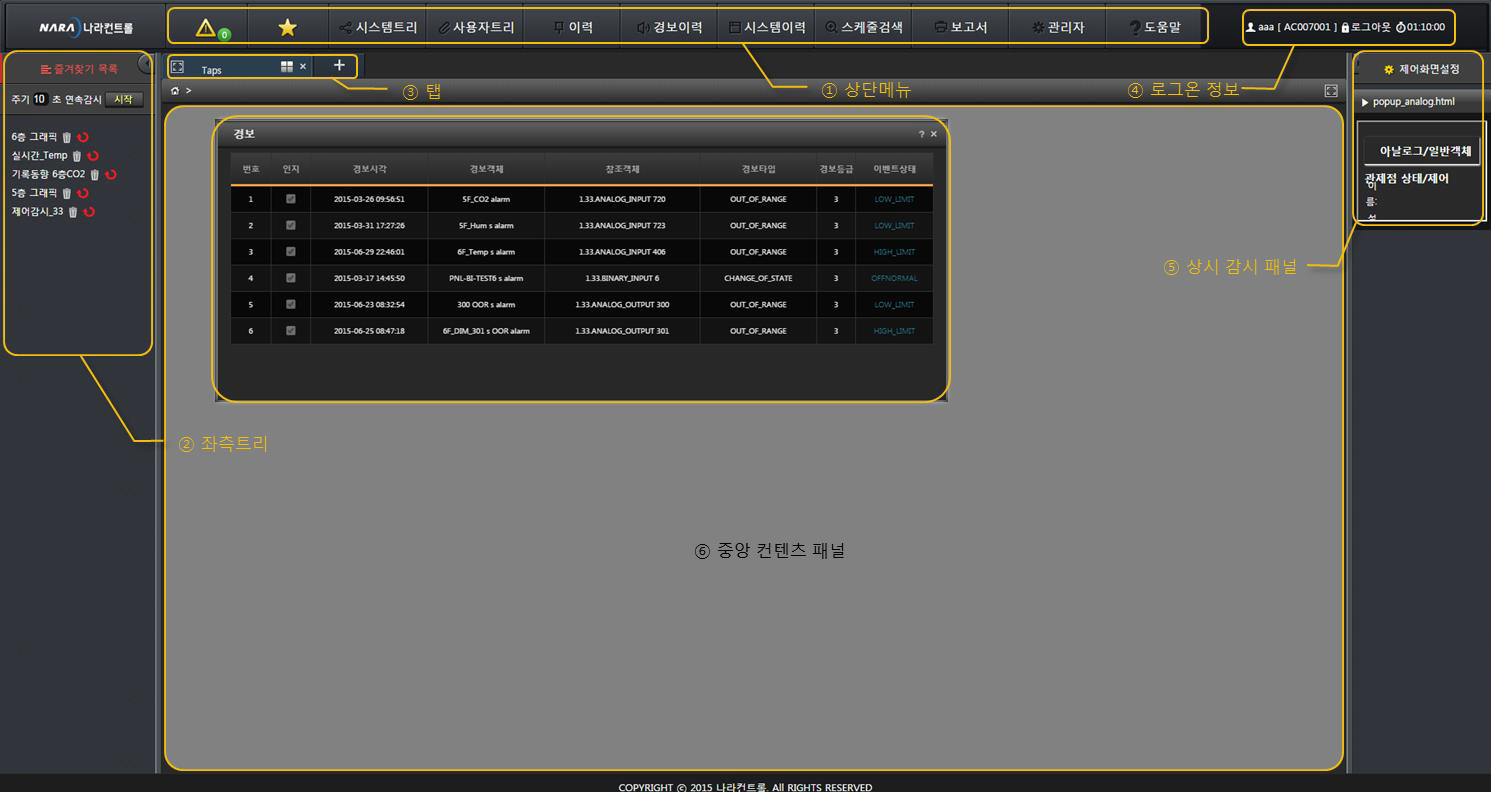 NARA 나라컨트롤
0
시스템트리
사용자트리
이력
경보이력
시스템이력
스케줄검색
보고서
관리자
도움말
aaa [ AC007001 ] 로그아웃 01:10:00
즐겨찾기 목록
Taps
+
③ 탭
① 상단메뉴
④ 로그온 정보
제어화면설정
주기 10 초 연속감시 시작
>
popup_analog.html
6층 그래픽
실시간_Temp
기록동향 6층CO2
5층 그래픽
제어감시_33
경보
? ×
번호 인지 경보시각 경보객체 참조객체 경보타입 경보등급 이벤트상태
1 2015-03-26 09:56:51 5F_CO2 alarm 1.33.ANALOG_INPUT 720 OUT_OF_RANGE 3 LOW_LIMIT
2 2015-03-31 17:27:26 5F_Hum s alarm 1.33.ANALOG_INPUT 723 OUT_OF_RANGE 3 LOW_LIMIT
3 2015-06-29 22:46:01 6F_Temp s alarm 1.33.ANALOG_INPUT 406 OUT_OF_RANGE 3 HIGH_LIMIT
4 2015-03-17 14:45:50 PNL-BI-TEST6 s alarm 1.33.BINARY_INPUT 6 CHANGE_OF_STATE 3 OFFNORMAL
5 2015-06-23 08:32:54 300 OOR s alarm 1.33.ANALOG_OUTPUT 300 OUT_OF_RANGE 3 LOW_LIMIT
6 2015-06-25 08:47:18 6F_DIM_301 s OOR alarm 1.33.ANALOG_OUTPUT 301 OUT_OF_RANGE 3 HIGH_LIMIT
아날로그/일반객체
관제점 상태/제어
이
름:
⑤ 상시 감시 패널
② 좌측트리
⑥ 중앙 컨텐츠 패널
COPYRIGHT ⓒ 2015 나라컨트롤. All RIGHTS RESERVED